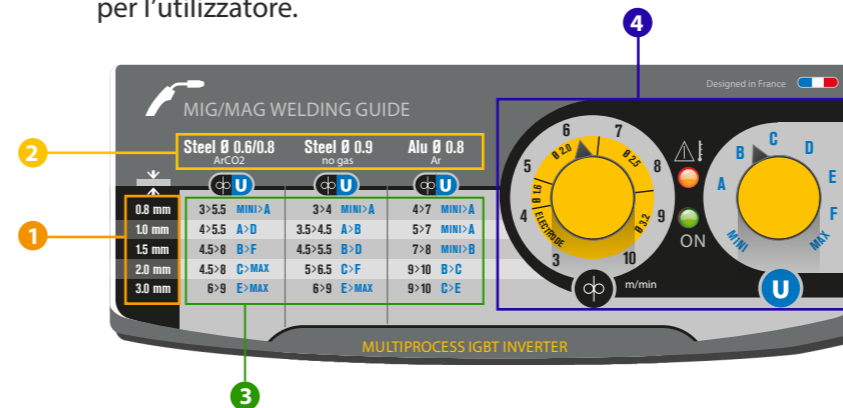 per l'utilizzatore.
4
Designed in France
MIG/MAG WELDING GUIDE
2
Steel Ø 0.6/0.8 Steel Ø 0.9 Alu Ø 0.8
ArCO2 no gas Ar
U U U
1
0.8 mm 3>5.5 MINI>A 3>4 MINI>A 4>7 MINI>A
1.0 mm 4>5.5 A>D 3.5>4.5 A>B 5>7 MINI>A
1.5 mm 4.5>8 B>F 4.5>5.5 B>D 7>8 MINI>B
2.0 mm 4.5>8 C>MAX 5>6.5 C>F 9>10 B>C
3.0 mm 6>9 E>MAX 6>9 E>MAX 9>10 C>E
3 4 5 6 7 8 9 10
ELECTRODE Ø 1.6 Ø 2.0 Ø 2.5 Ø 3.2
m/min
ON
MINI A B C D E F MAX
U
MULTIPROCESS IGBT INVERTER
3